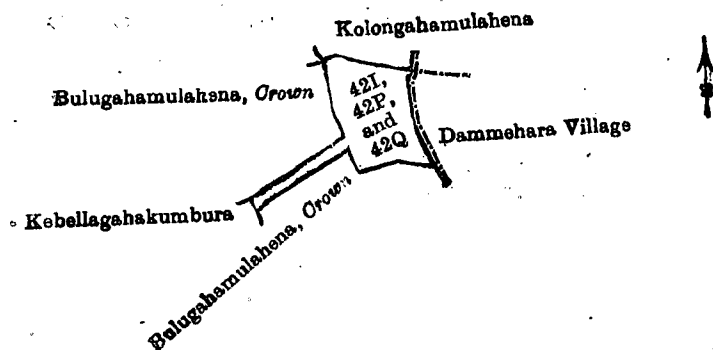 Kolongahamulahena
Bulugahamulahena, Crown
42I,
42P,
and
42Q
Dammehara Village
Kebellagahakumbura
Bulugahamulahena, Crown